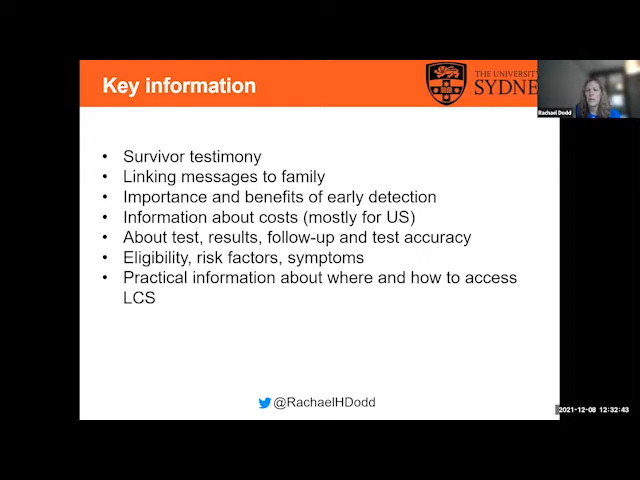 Key information
THE UNIVERSITY
SYDNE
Rachael Dodd
• Survivor testimony
• Linking messages to family
• Importance and benefits of early detection
• Information about costs (mostly for US)
• About test, results, follow-up and test accuracy
• Eligibility, risk factors, symptoms
• Practical information about where and how to access
LCS
@RachaelHDodd
2021-12-08 12:32:43